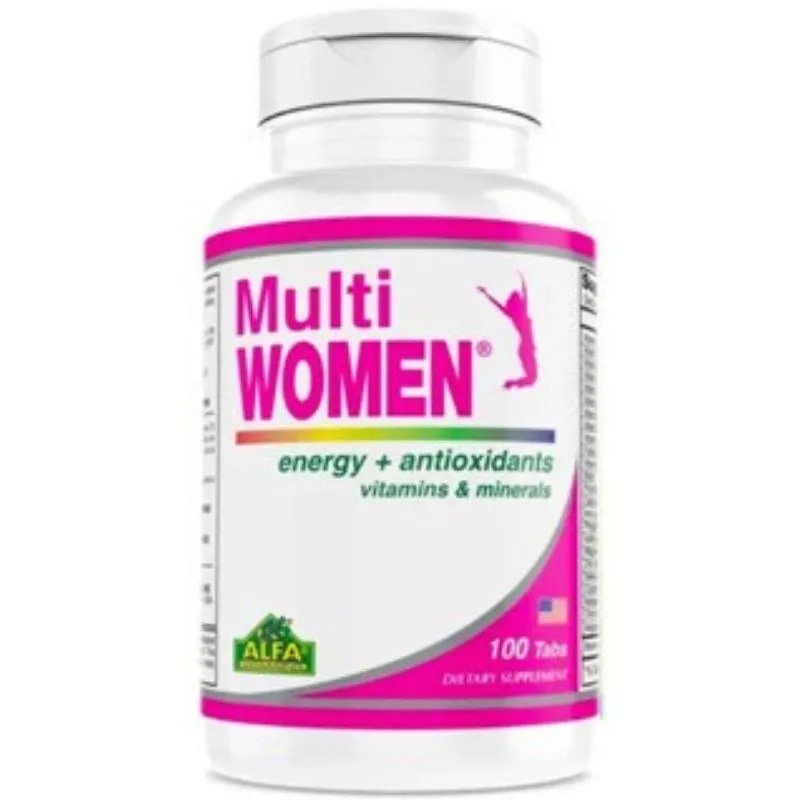 Multi
WOMEN®
energy + antioxidants
vitamins & minerals
ALFA
100 Tabs
DIETARY SUPPLEMENT